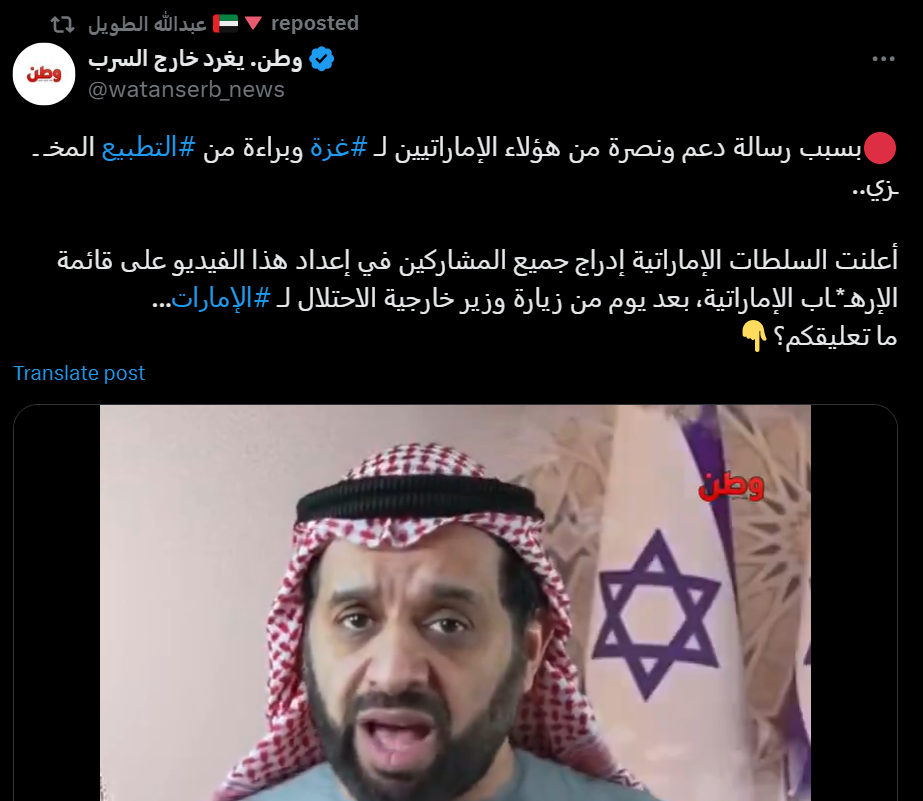 عبدالله الطويل 🇦🇪🔻 reposted
وطن
وطن. يغرد خارج السرب
@watanserb_news
🔴بسبب رسالة دعم ونصرة من هؤلاء الإماراتيين لـ #غزة وبراءة من #التطبيع المخـ ـ
ـزي..
أعلنت السلطات الإماراتية إدراج جميع المشاركين في إعداد هذا الفيديو على قائمة
الإرهـ*ـاب الإماراتية، بعد يوم من زيارة وزير خارجية الاحتلال لـ #الإمارات...
ما تعليقكم؟👇
Translate post
وطن